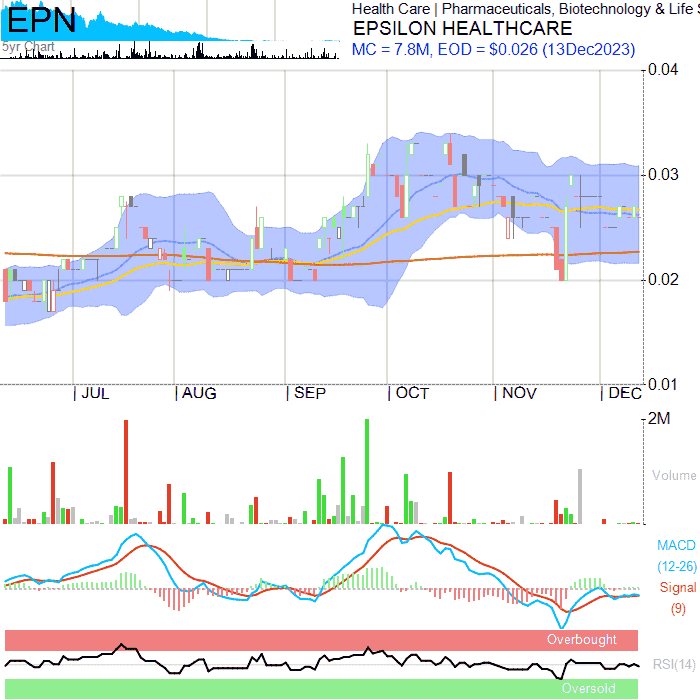 EPN
5yr Chart
Health Care | Pharmaceuticals, Biotechnology & Life S
EPSILON HEALTHCARE
MC = 7.8M, EOD = $0.026 (13Dec2023)
0.04
0.03
0.02
0.01
| JUL | AUG | SEP | OCT | NOV | DEC
2M
Volume
MACD
(12-26)
Signal
(9)
Overbought
RSI(14)
Oversold